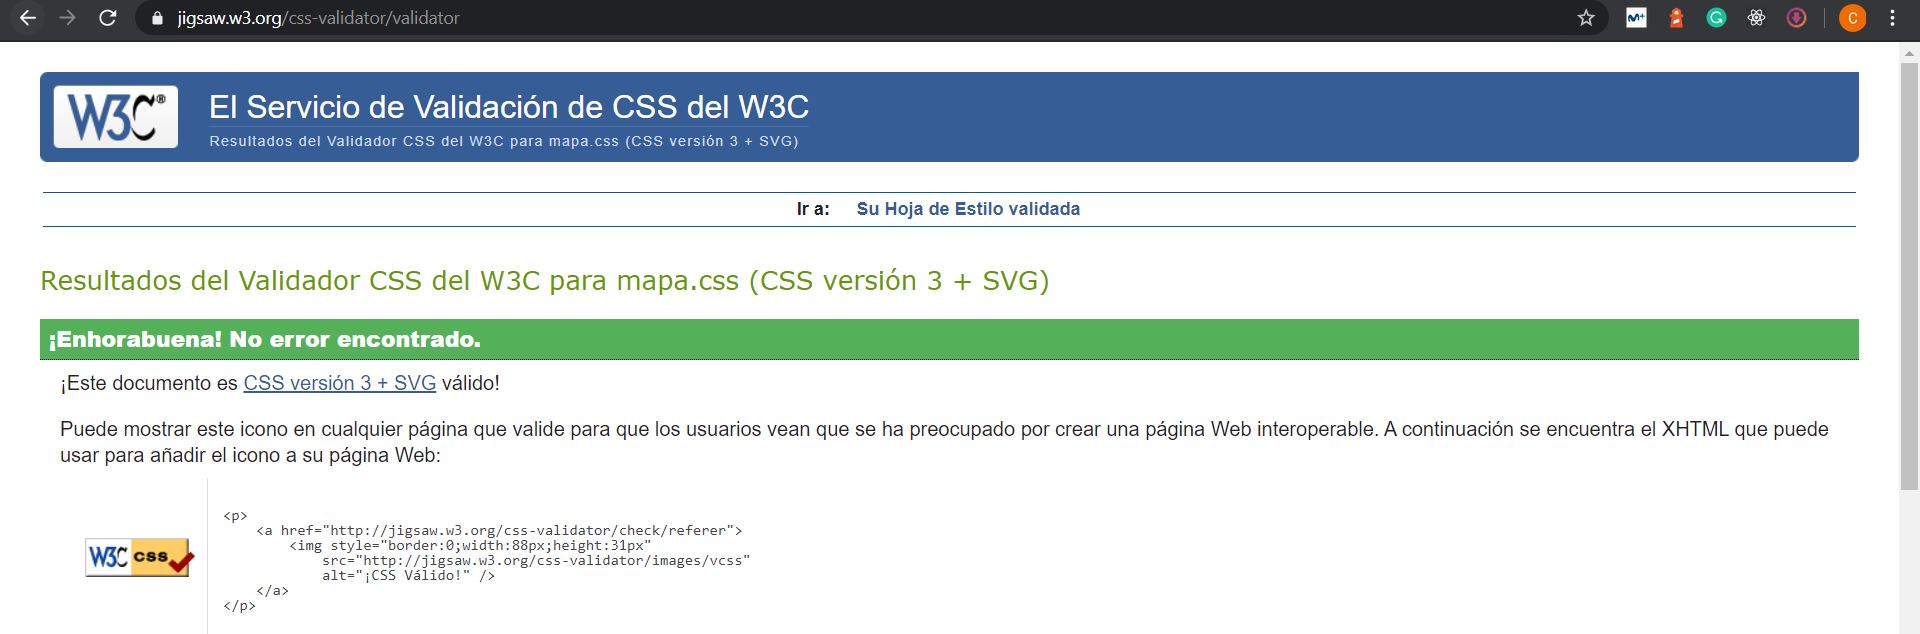 jigsaw.w3.org/css-validator/validator
C
W3C®
El Servicio de Validación de CSS del W3C
Resultados del Validador CSS del W3C para mapa.css (CSS versión 3 + SVG)
Ir a: Su Hoja de Estilo validada
Resultados del Validador CSS del W3C para mapa.css (CSS versión 3 + SVG)
¡Enhorabuena! No error encontrado.
¡Este documento es CSS versión 3 + SVG válido!
Puede mostrar este icono en cualquier página que valide para que los usuarios vean que se ha preocupado por crear una página Web interoperable. A continuación se encuentra el XHTML que puede
usar para añadir el icono a su página Web:
<p>
<a href="http://jigsaw.w3.org/css-validator/check/referer">
<img style="border:0;width:88px;height:31px"
src="http://jigsaw.w3.org/css-validator/images/vcss"
alt="¡CSS Válido!" />
</a>
</p>
W3C css